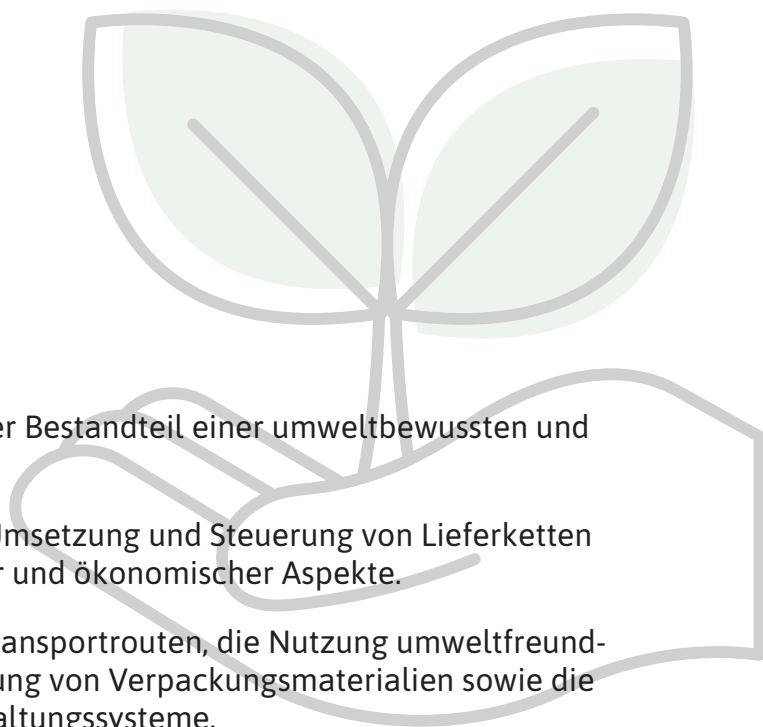 er Bestandteil einer umweltbewussten und
Umsetzung und Steuerung von Lieferketten
r und ökonomischer Aspekte.
ansportrouten, die Nutzung umweltfreund-
ung von Verpackungsmaterialien sowie die
altungssysteme.